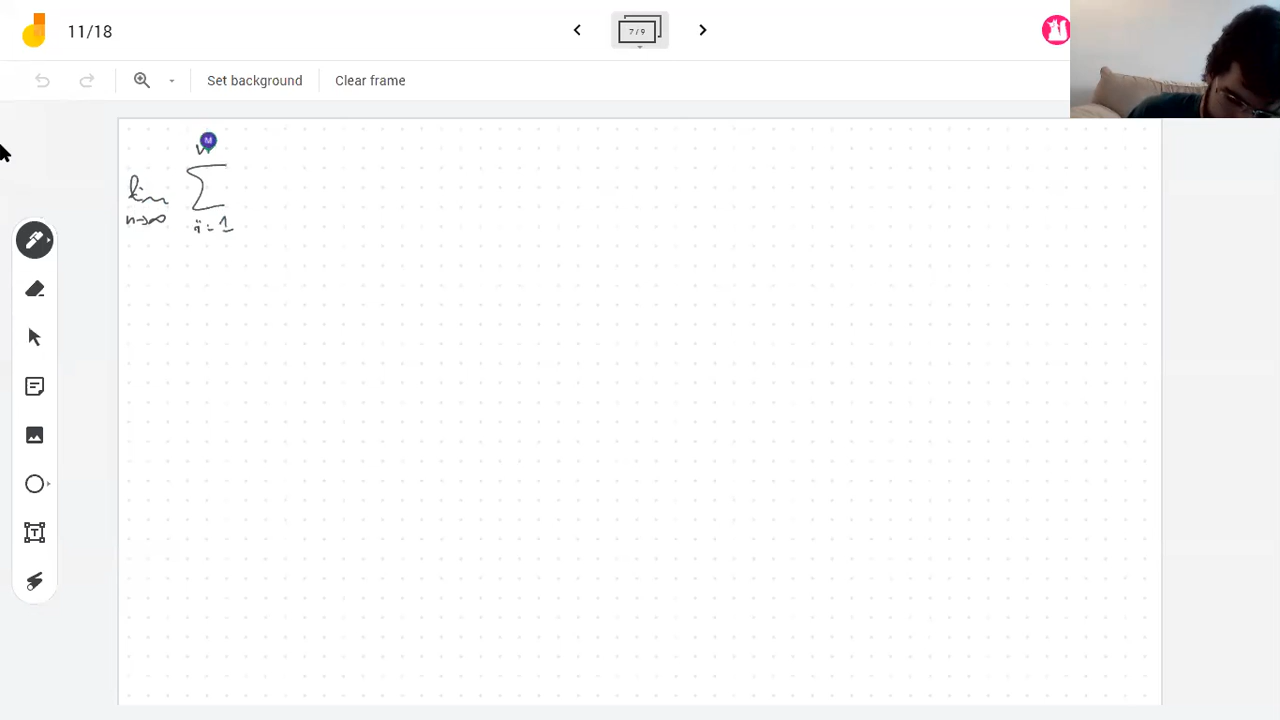 11/18
7 / 9
Set background
Clear frame
M
n
lim ∑
n→∞ i = 1